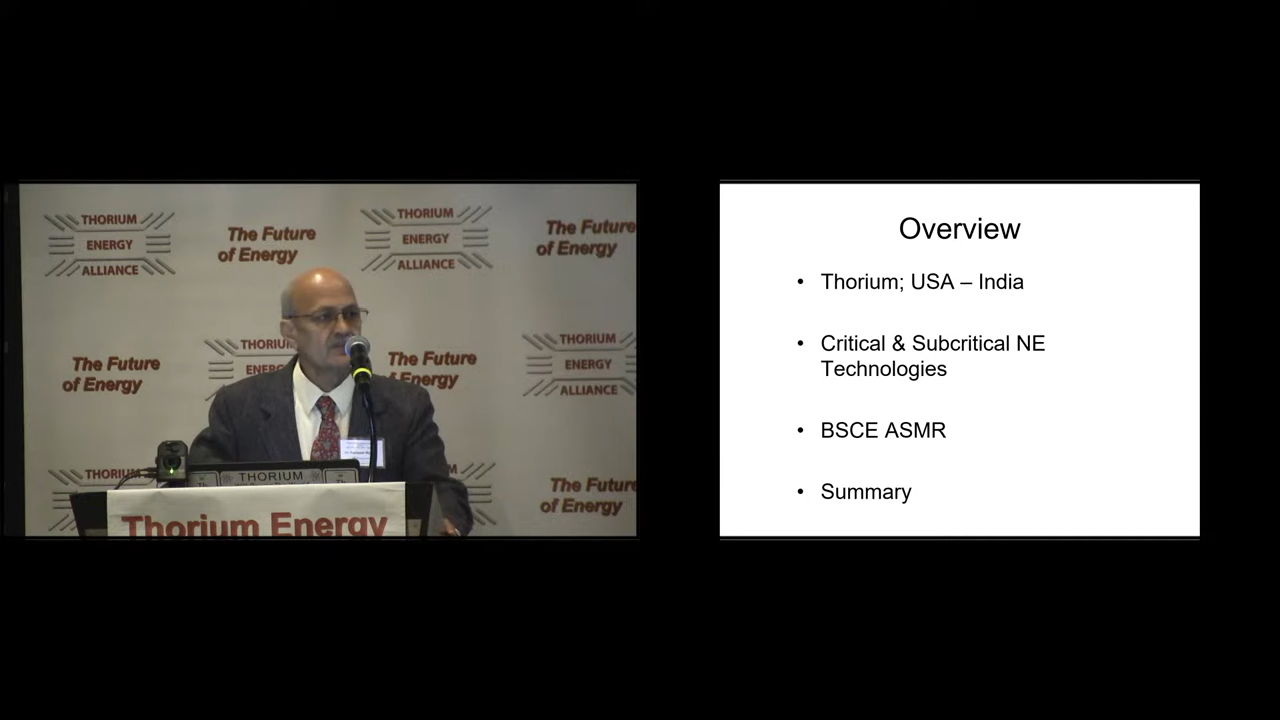 THORIUM
ENERGY
ALLIANCE
The Future
of Energy
THORIUM
ENERGY
ALLIANCE
The Future
of Energy
The Future
of Energy
THORIUM
The Future
of Energy
THORIUM
ENERGY
ALLIANCE
THORIUM
The Future
of Energy
THORIUM
Thorium Energy
Overview
• Thorium; USA – India
• Critical & Subcritical NE
Technologies
• BSCE ASMR
• Summary